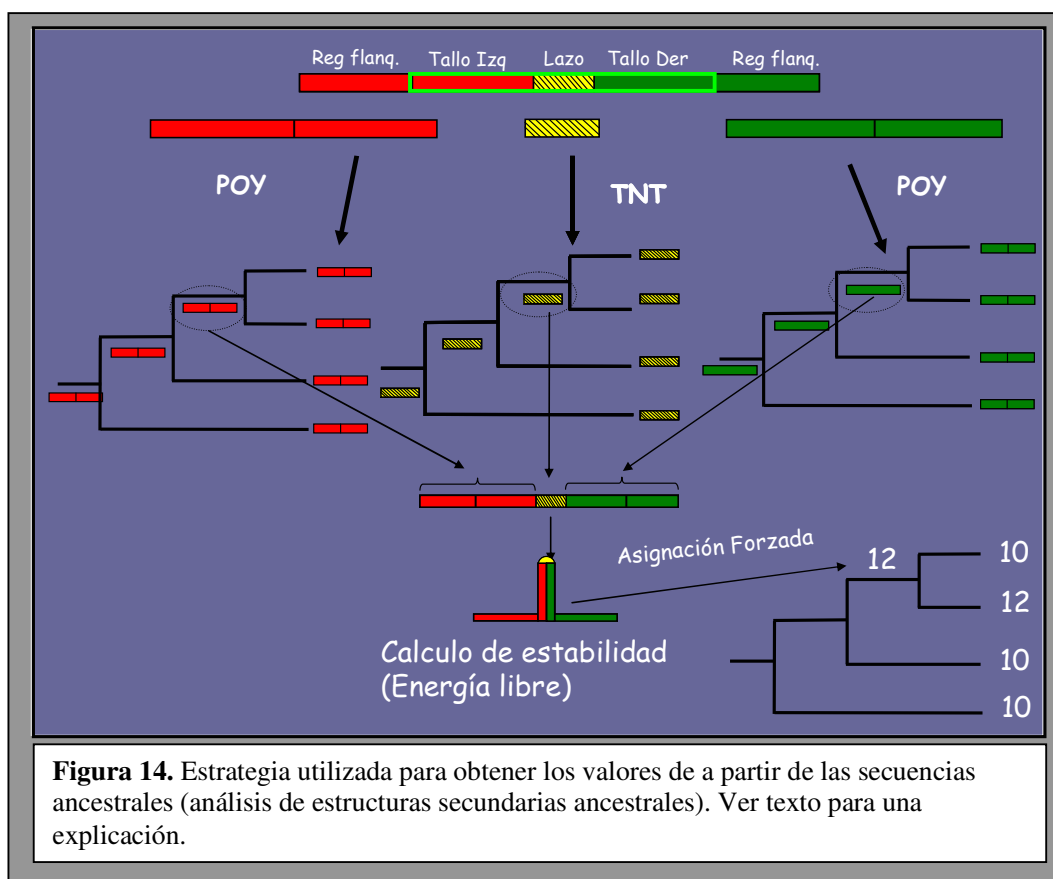 Reg flanq. Tallo Izq Lazo Tallo Der Reg flanq.
POY TNT POY
Asignación Forzada
12 10
12
10
10
Calculo de estabilidad
(Energía libre)
Figura 14. Estrategia utilizada para obtener los valores de a partir de las secuencias
ancestrales (análisis de estructuras secundarias ancestrales). Ver texto para una
explicación.